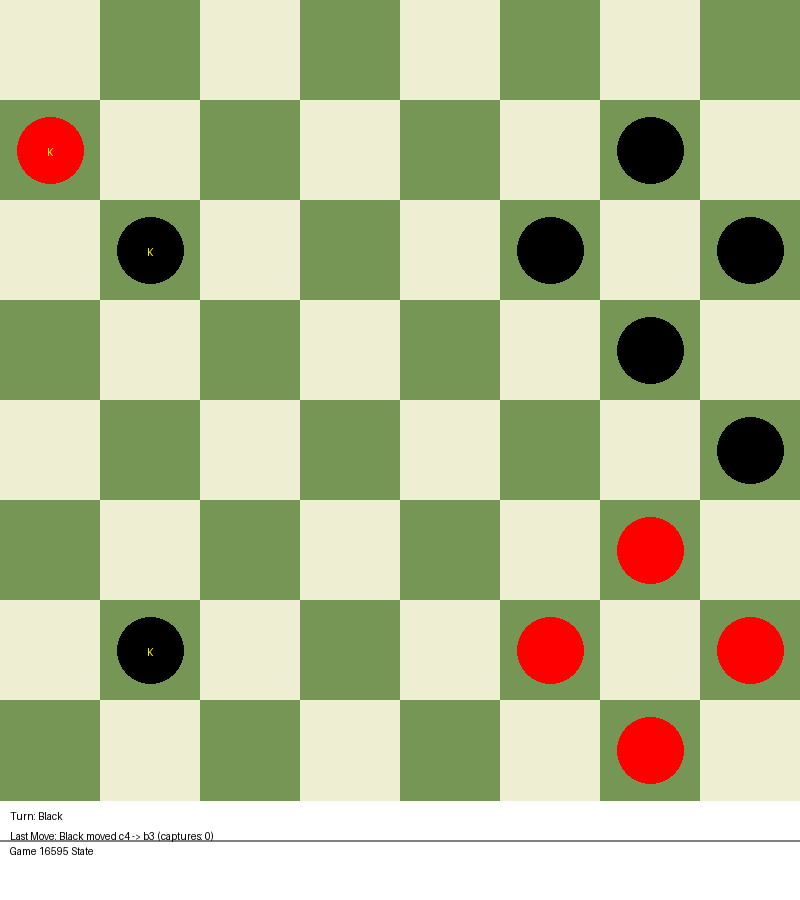 K
K
K
Turn: Black
Last Move: Black moved c4 -> b3 (captures: 0)
Game 16595 State